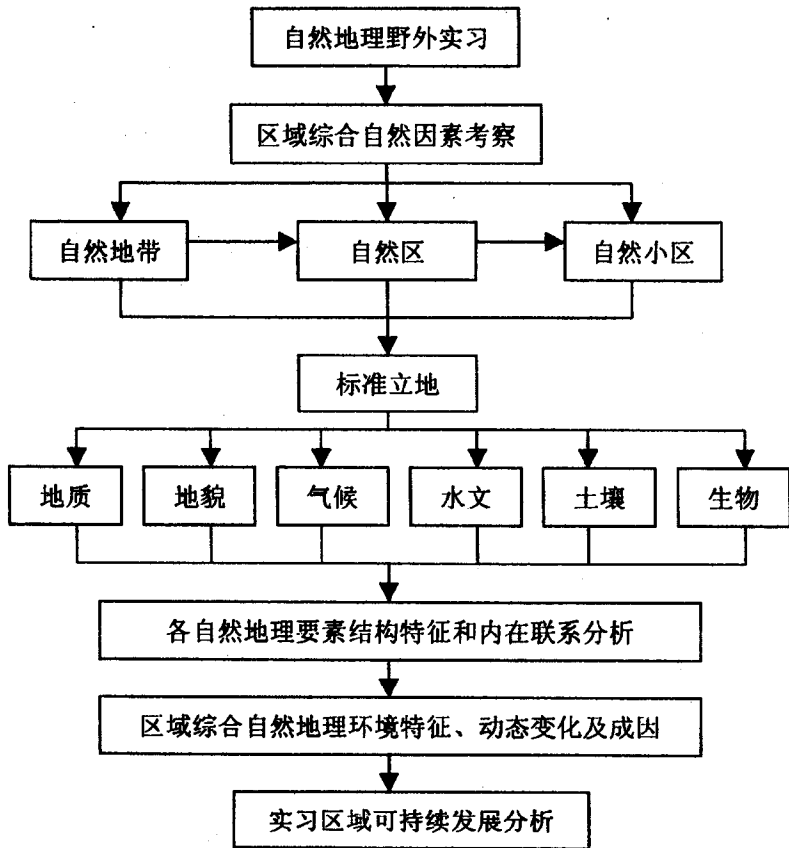 自然地理野外实习
区域综合自然因素考察
自然地带
自然区
自然小区
标准立地
地质
地貌
气候
水文
土壤
生物
各自然地理要素结构特征和内在联系分析
区域综合自然地理环境特征、动态变化及成因
实习区域可持续发展分析